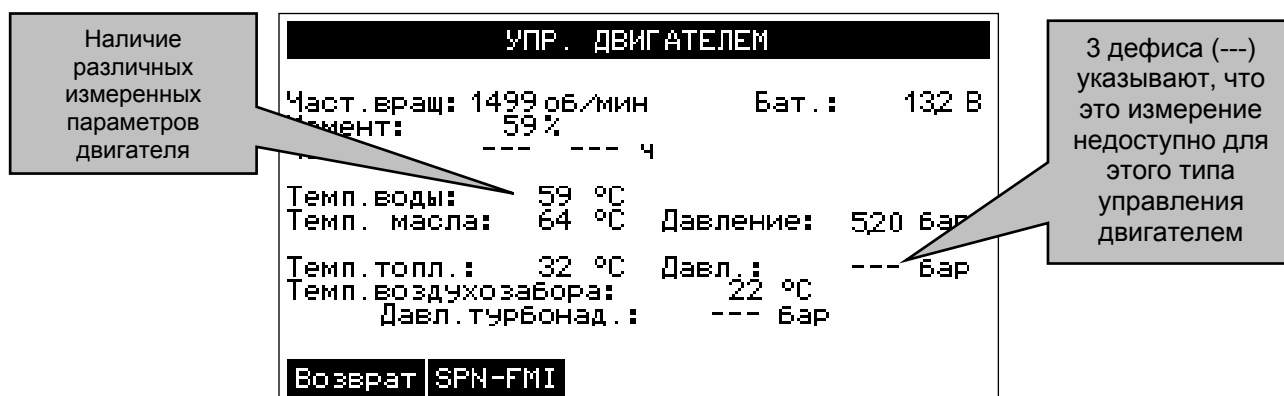 Наличие
различных
измеренных
параметров
двигателя
УПР. ДВИГАТЕЛЕМ
Част.вращ: 1499 об/мин Бат.: 13,2 В
59 %
--- --- ч
Темп.воды: 59 °C
Темп. масла: 64 °C Давление: 5,20 бар
Темп.топл.: 32 °C Давл.: --- бар
Темп.воздухозабора: 22 °C
Давл.турбонад.: --- бар
Возврат SPN-FMI
3 дефиса (---)
указывают, что
это измерение
недоступно для
этого типа
управления
двигателем